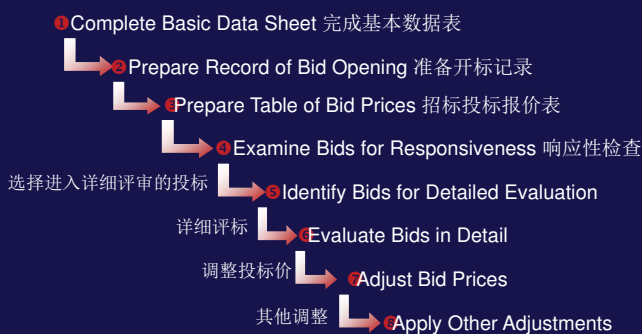 ❶Complete Basic Data Sheet 完成基本数据表
❷Prepare Record of Bid Opening 准备开标记录
❸Prepare Table of Bid Prices 招标投标报价表
❹Examine Bids for Responsiveness 响应性检查
选择进入详细评审的投标 ❺Identify Bids for Detailed Evaluation
详细评标 ❻Evaluate Bids in Detail
调整投标价 ❼Adjust Bid Prices
其他调整 ❽Apply Other Adjustments